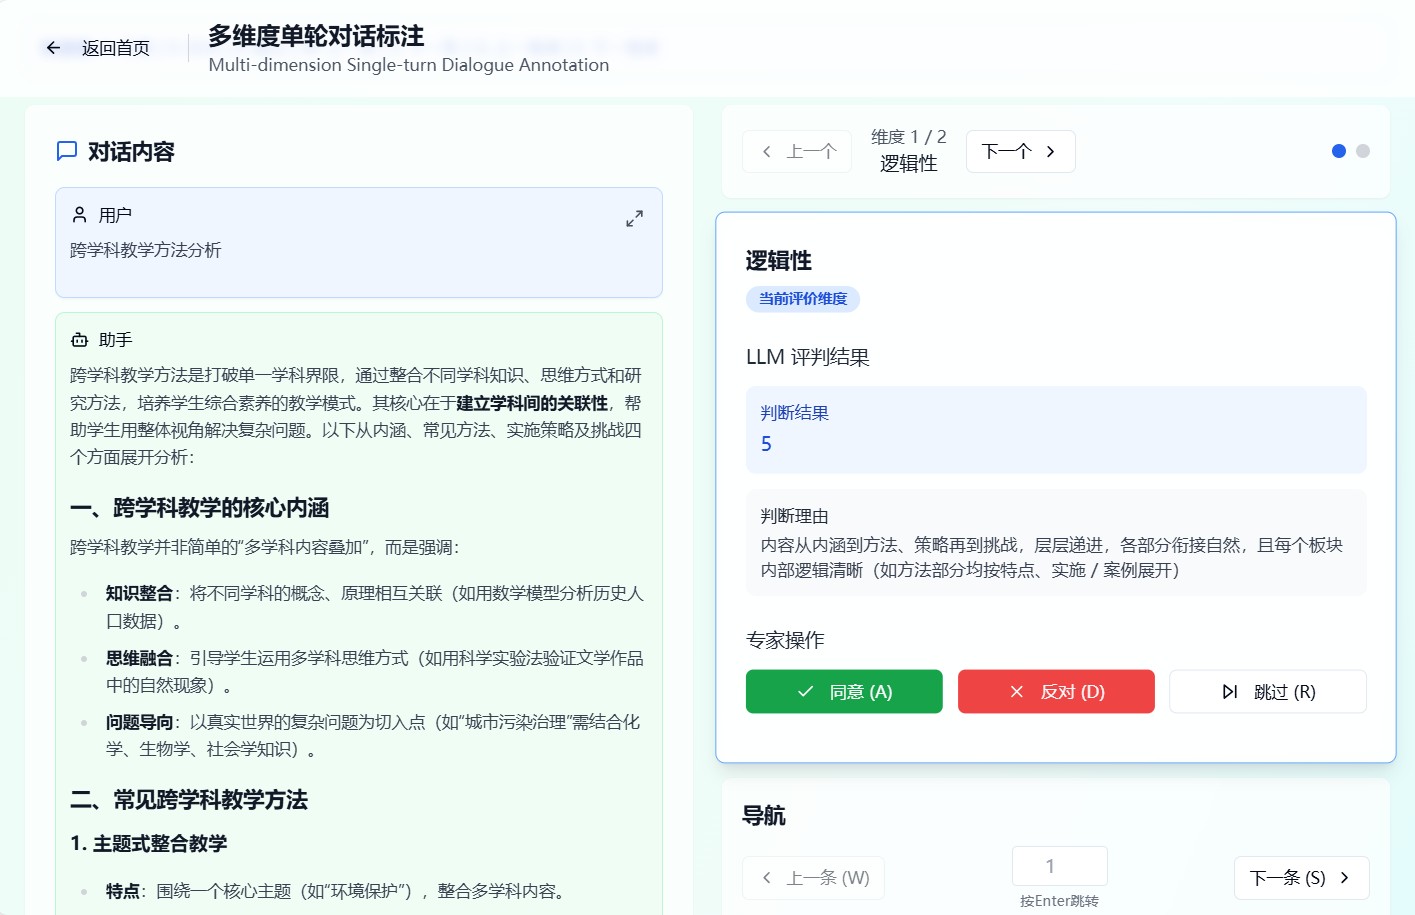 返回首页
多维度单轮对话标注
Multi-dimension Single-turn Dialogue Annotation
对话内容
用户
跨学科教学方法分析
助手
跨学科教学方法是打破单一学科界限，通过整合不同学科知识、思维方式和研
究方法，培养学生综合素养的教学模式。其核心在于建立学科间的关联性，帮
助学生用整体视角解决复杂问题。以下从内涵、常见方法、实施策略及挑战四
个方面展开分析：
一、跨学科教学的核心内涵
跨学科教学并非简单的“多学科内容叠加”，而是强调：
知识整合：将不同学科的概念、原理相互关联（如用数学模型分析历史人
口数据）。
思维融合：引导学生运用多学科思维方式（如用科学实验法验证文学作品
中的自然现象）。
问题导向：以真实世界的复杂问题为切入点（如“城市污染治理”需结合化
学、生物学、社会学知识）。
二、常见跨学科教学方法
1. 主题式整合教学
特点：围绕一个核心主题（如“环境保护”），整合多学科内容。
上一个
维度 1 / 2
逻辑性
下一个
逻辑性
当前评价维度
LLM 评判结果
判断结果
5
判断理由
内容从内涵到方法、策略再到挑战，层层递进，各部分衔接自然，且每个板块
内部逻辑清晰（如方法部分均按特点、实施 / 案例展开）
专家操作
同意 (A)
反对 (D)
跳过 (R)
导航
上一条 (W)
1
按Enter跳转
下一条 (S)